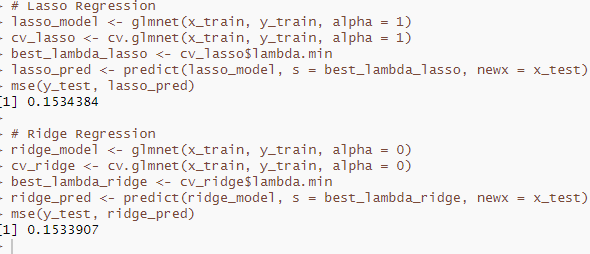 > # Lasso Regression
> lasso_model <- glmnet(x_train, y_train, alpha = 1)
> cv_lasso <- cv.glmnet(x_train, y_train, alpha = 1)
> best_lambda_lasso <- cv_lasso$lambda.min
> lasso_pred <- predict(lasso_model, s = best_lambda_lasso, newx = x_test)
> mse(y_test, lasso_pred)
[1] 0.1534384
>
> # Ridge Regression
> ridge_model <- glmnet(x_train, y_train, alpha = 0)
> cv_ridge <- cv.glmnet(x_train, y_train, alpha = 0)
> best_lambda_ridge <- cv_ridge$lambda.min
> ridge_pred <- predict(ridge_model, s = best_lambda_ridge, newx = x_test)
> mse(y_test, ridge_pred)
[1] 0.1533907
>